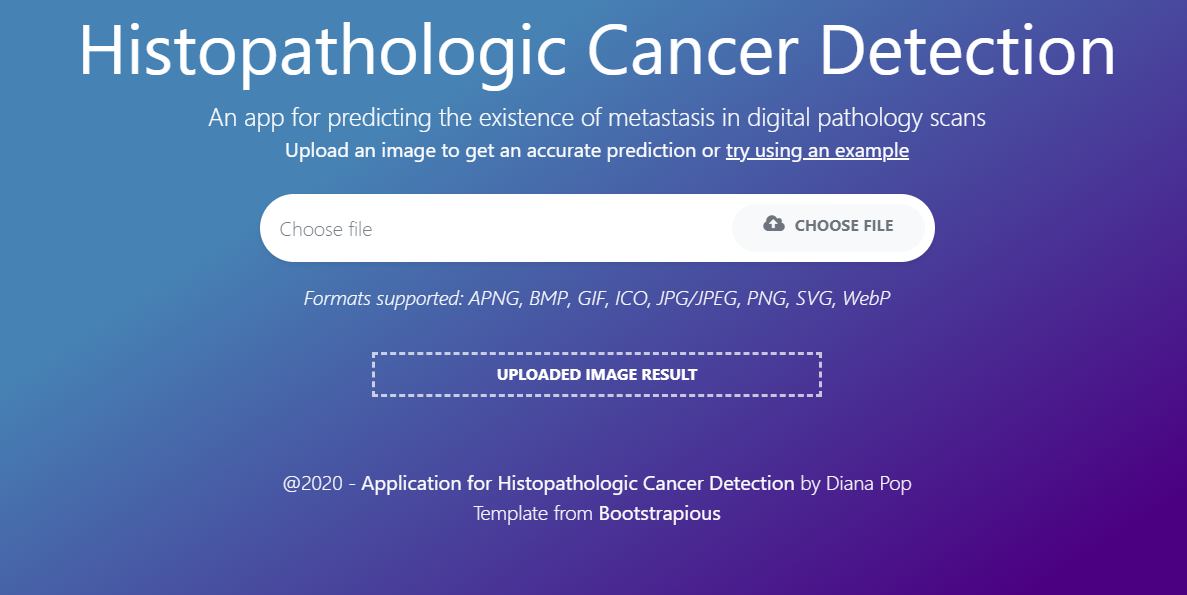 Histopathologic Cancer Detection
An app for predicting the existence of metastasis in digital pathology scans
Upload an image to get an accurate prediction or try using an example
Choose file
CHOOSE FILE
Formats supported: APNG, BMP, GIF, ICO, JPG/JPEG, PNG, SVG, WebP
UPLOADED IMAGE RESULT
@2020 - Application for Histopathologic Cancer Detection by Diana Pop
Template from Bootstrapious